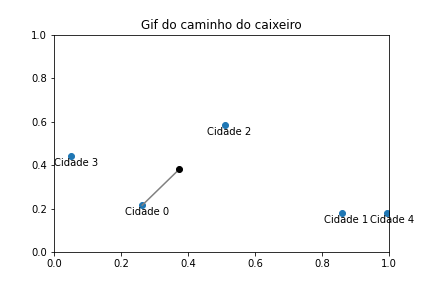 Gif do caminho do caixeiro
1.0
0.8
0.6
0.4
0.2
0.0
Cidade 2
Cidade 3
Cidade 0
Cidade 1
Cidade 4
0.0 0.2 0.4 0.6 0.8 1.0